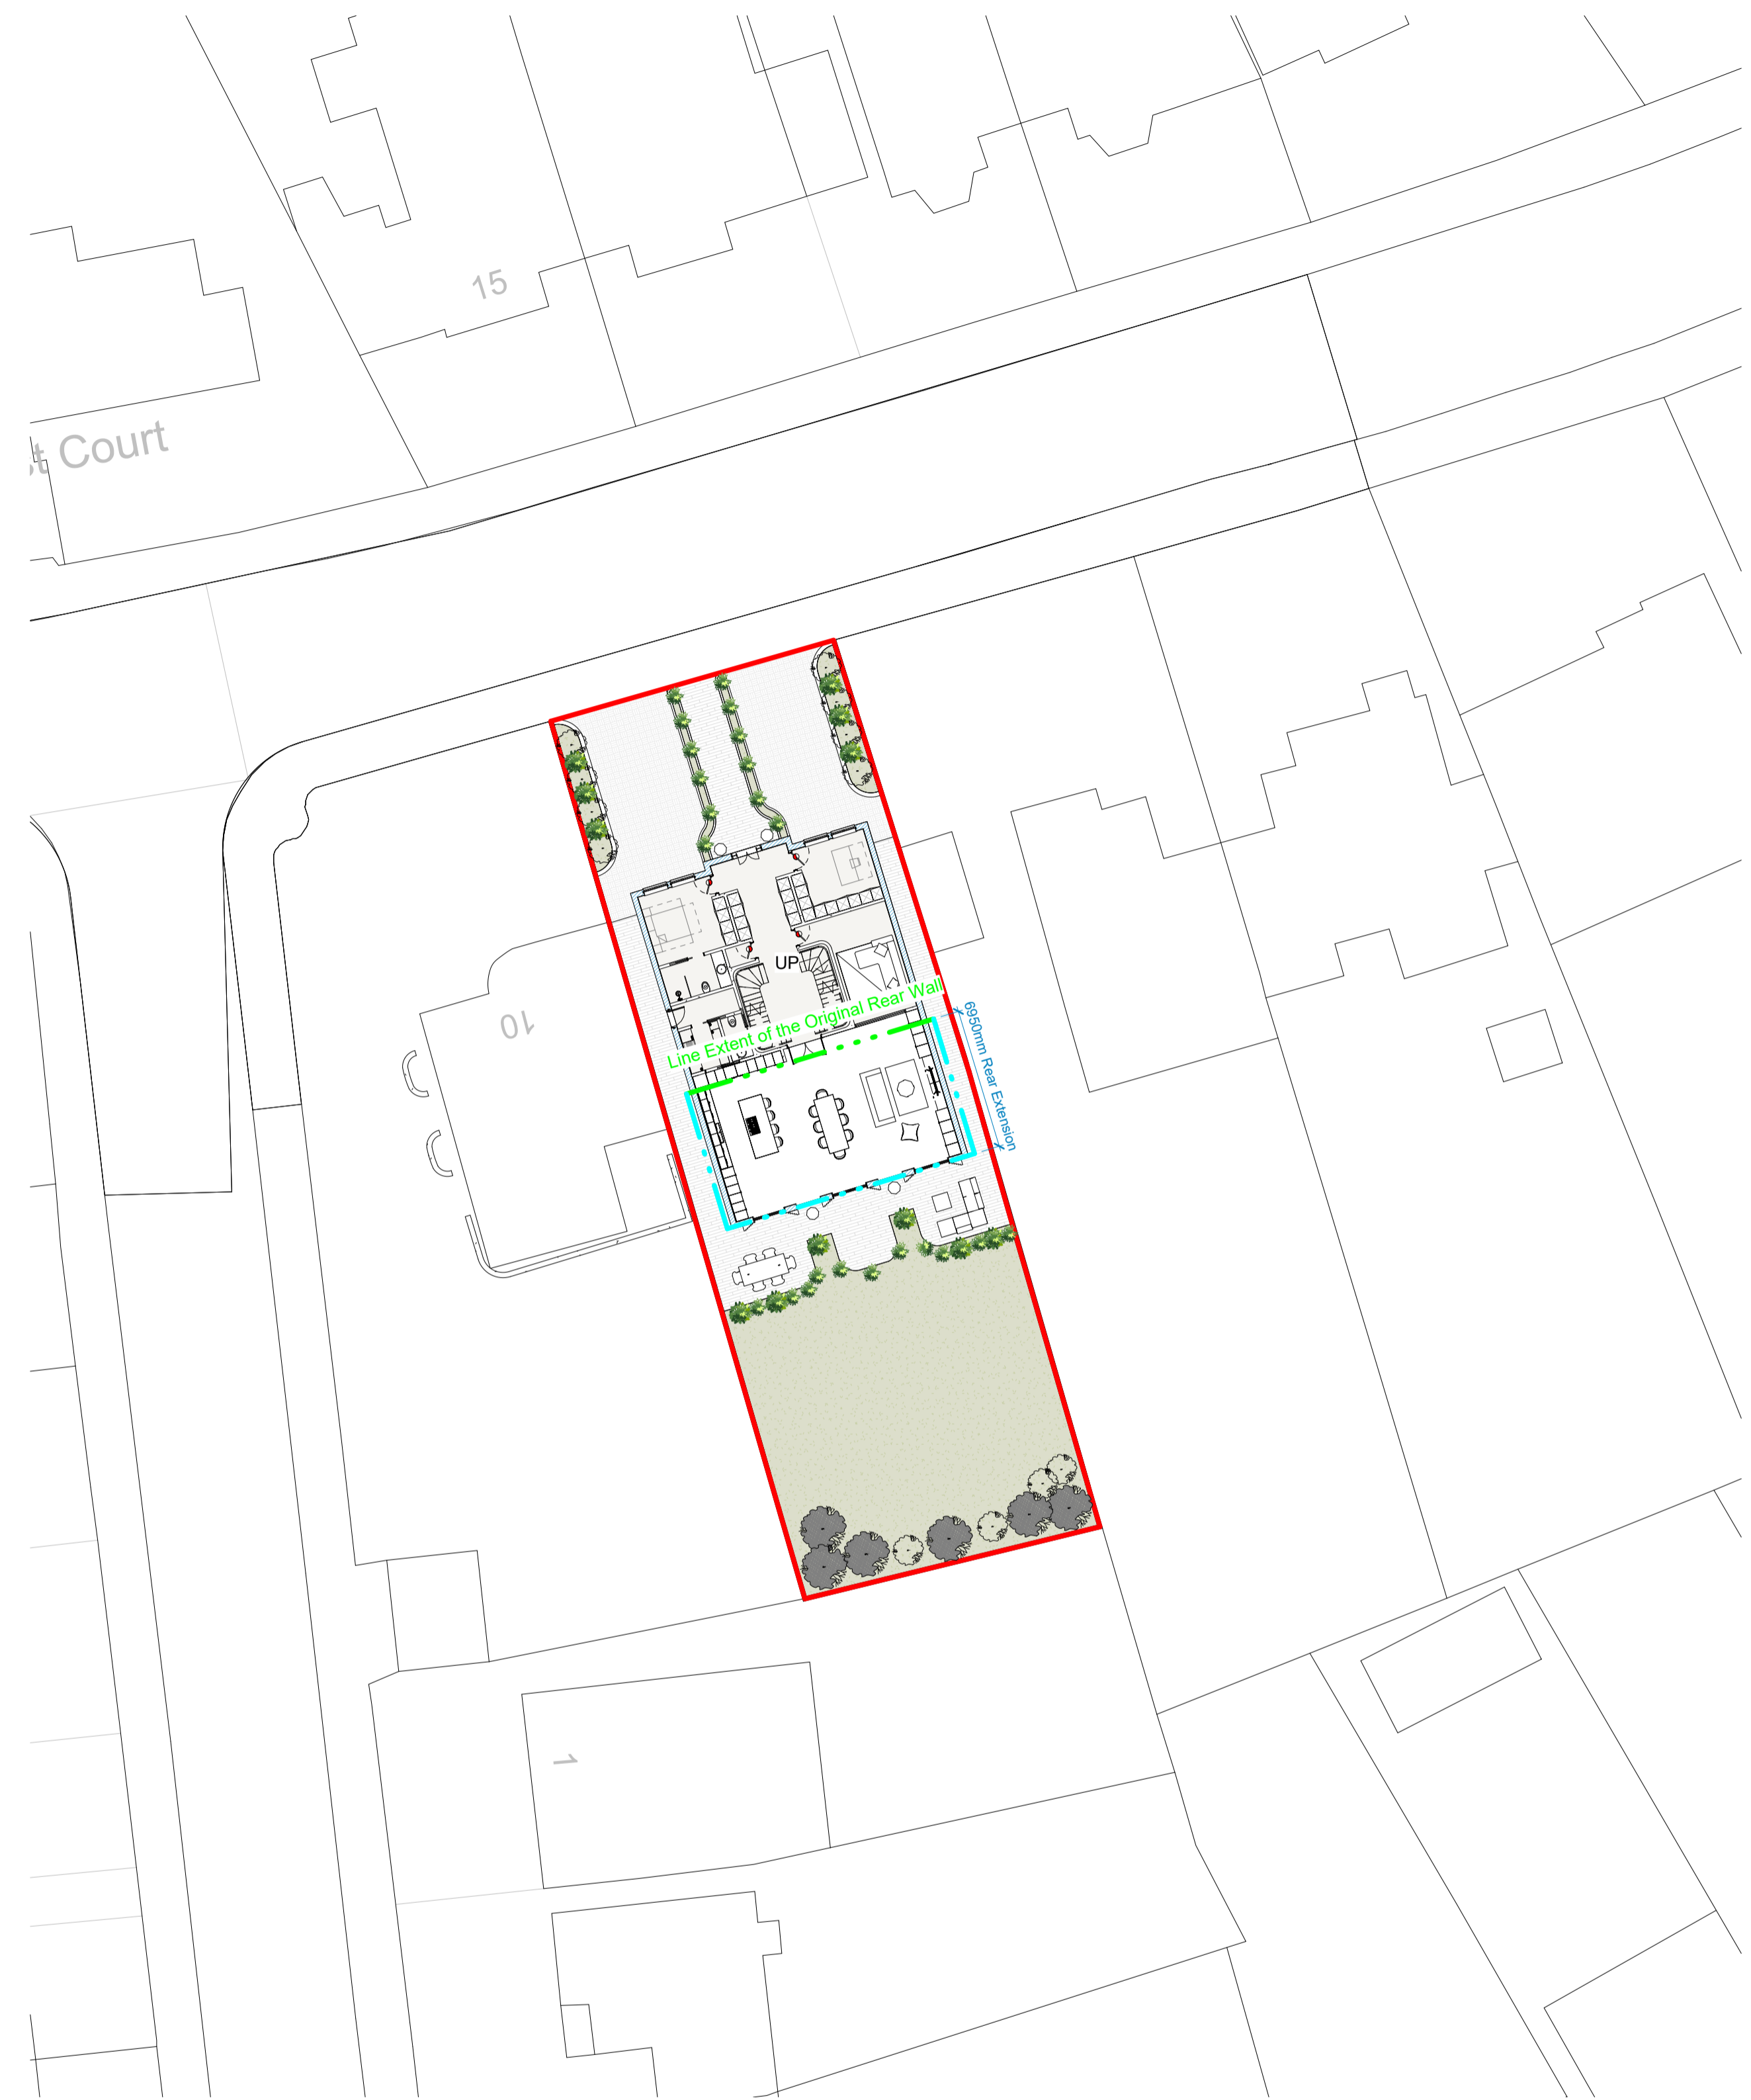 15
t Court
UP
Line Extent of the Original Rear Wall
6950mm Rear Extension
10
1